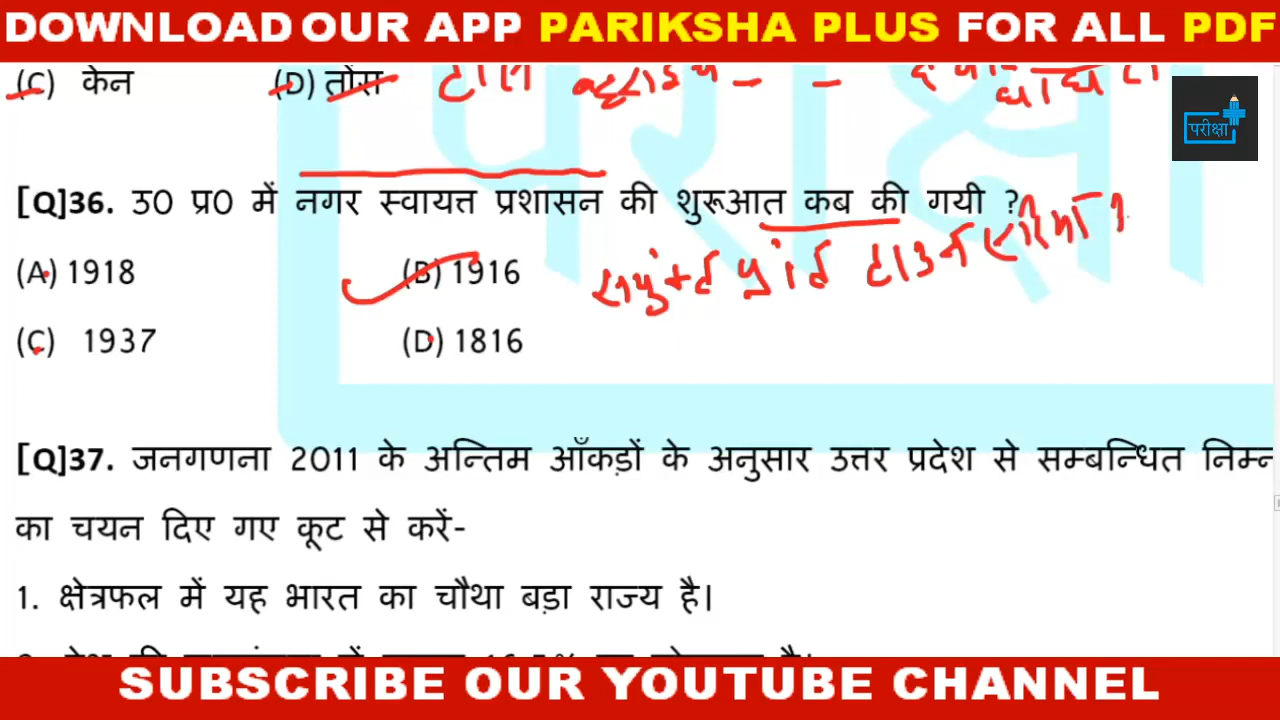 DOWNLOAD OUR APP PARIKSHA PLUS FOR ALL PDF
(C) केन (D) तोंस टोंस
परीक्षा
[Q]36. उ0 प्र0 में नगर स्वायत्त प्रशासन की शुरूआत कब की गयी ?
(A) 1918 (B) 1916
संयुक्त प्रांत टाउन एरिया
(C) 1937 (D) 1816
[Q]37. जनगणना 2011 के अन्तिम आँकड़ों के अनुसार उत्तर प्रदेश से सम्बन्धित निम्न
का चयन दिए गए कूट से करें-
1. क्षेत्रफल में यह भारत का चौथा बड़ा राज्य है।
SUBSCRIBE OUR YOUTUBE CHANNEL